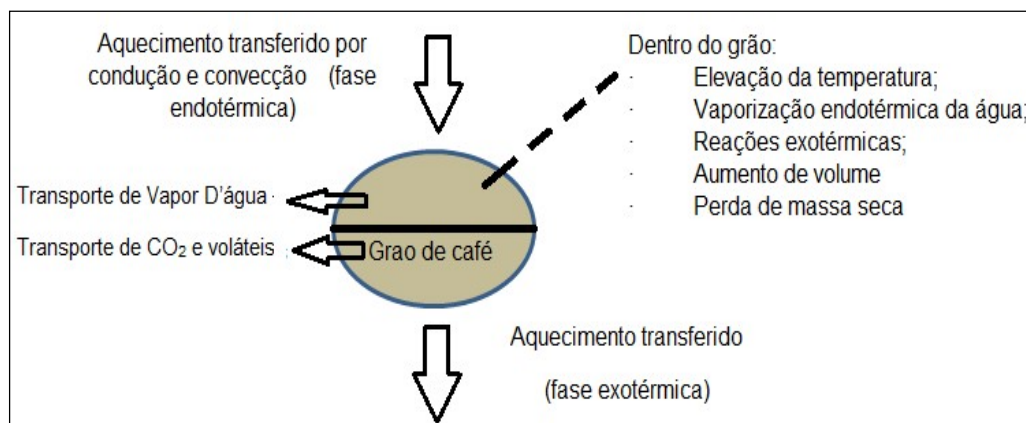 Aquecimento transferido por
condução e convecção (fase
endotérmica)
Dentro do grão:
· Elevação da temperatura;
· Vaporização endotérmica da água;
· Reações exotérmicas;
· Aumento de volume
· Perda de massa seca
Transporte de Vapor D'água ·
Transporte de CO₂ e voláteis
Grao de café
Aquecimento transferido
(fase exotérmica)